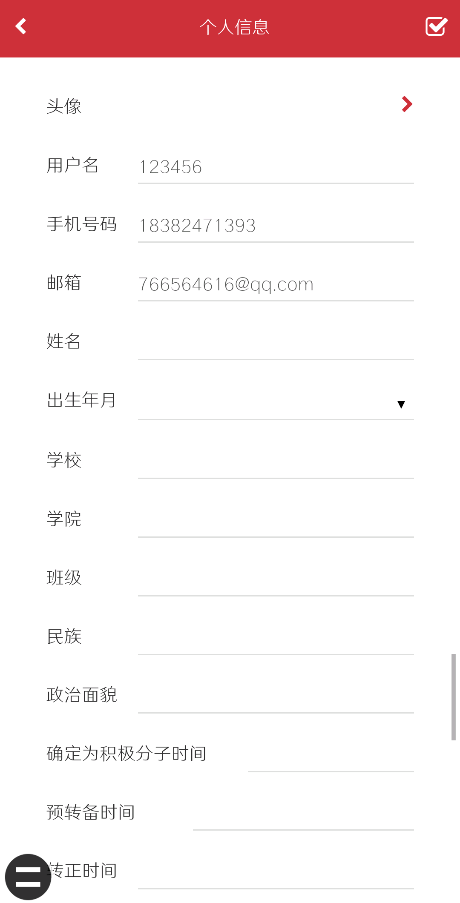 个人信息
头像
用户名 123456
手机号码 18382471393
邮箱 766564616@qq.com
姓名
出生年月
学校
学院
班级
民族
政治面貌
确定为积极分子时间
预转备时间
转正时间